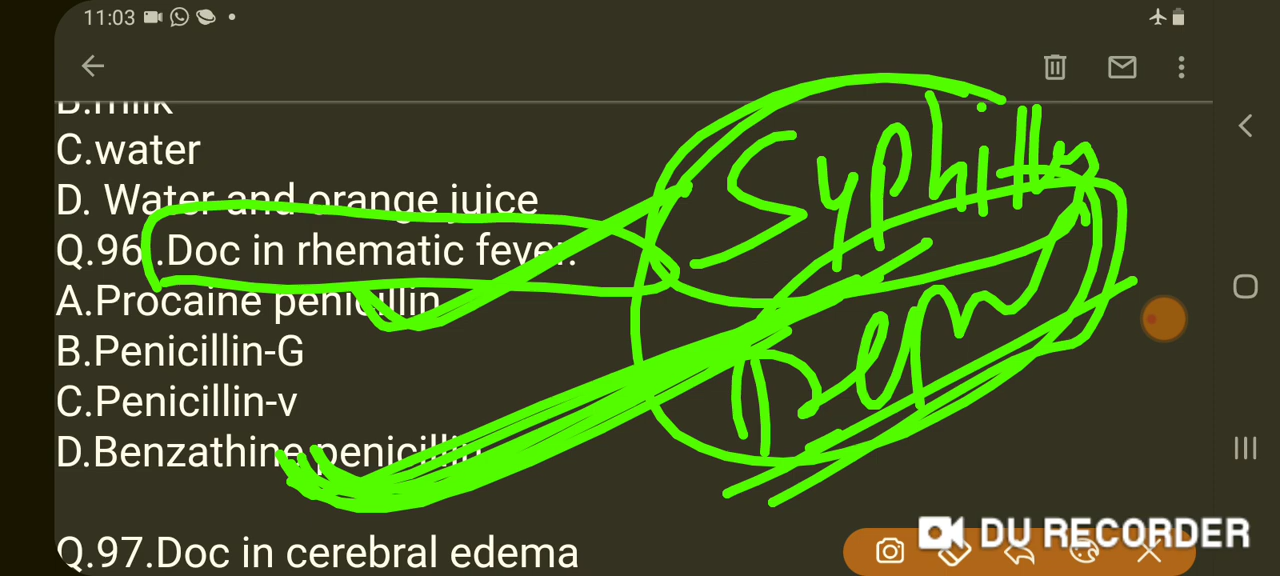 11:03
B.milk
C.water
D. Water and orange juice
Q.96..Doc in rhematic fever.
A.Procaine penicillin
B.Penicillin-G
C.Penicillin-v
D.Benzathine penicillin
Q.97.Doc in cerebral edema
DU RECORDER